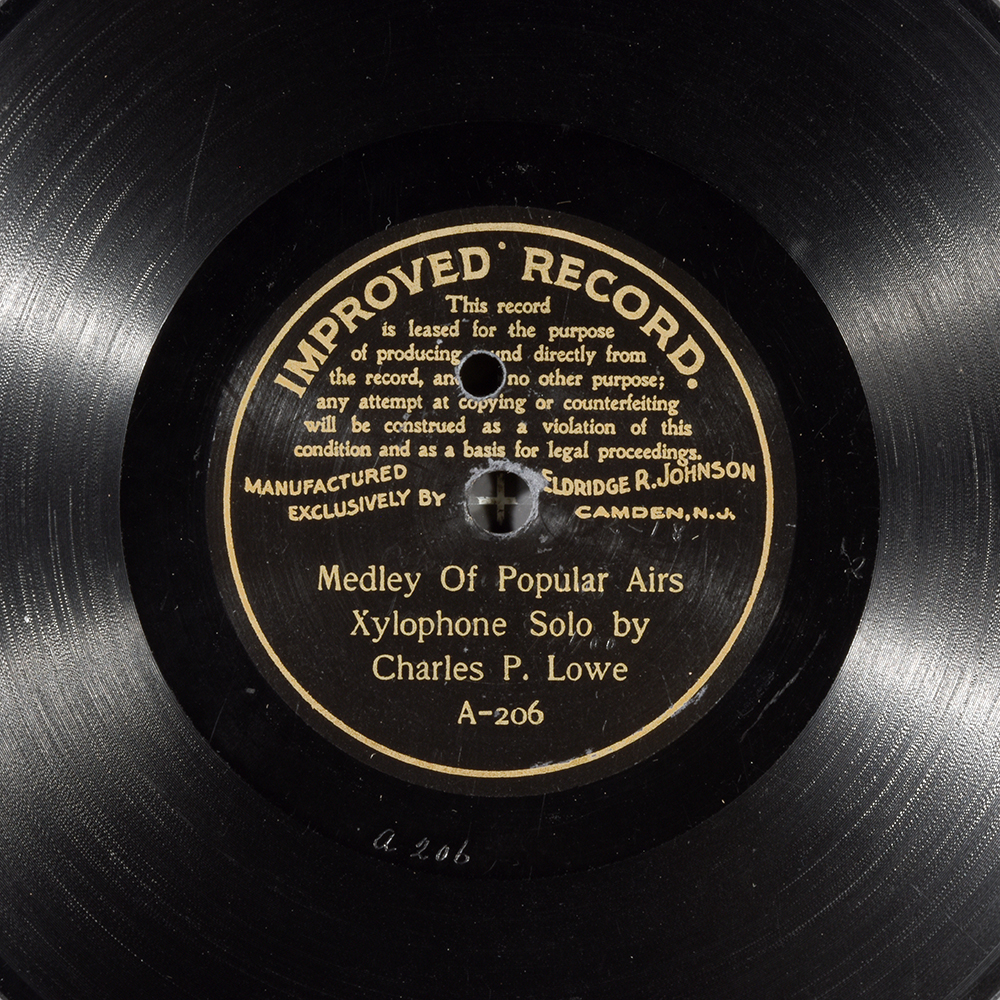 IMPROVED RECORD.
This record
is leased for the purpose
of producing directly from
the record, no other purpose;
any attempt at copying or counterfeiting
will be construed as a violation of this
condition and as a basis for legal proceedings.
MANUFACTURED
EXCLUSIVELY BY
ELDRIDGE R. JOHNSON
CAMDEN, N.J.
Medley Of Popular Airs
Xylophone Solo by
Charles P. Lowe
A-206
a 206